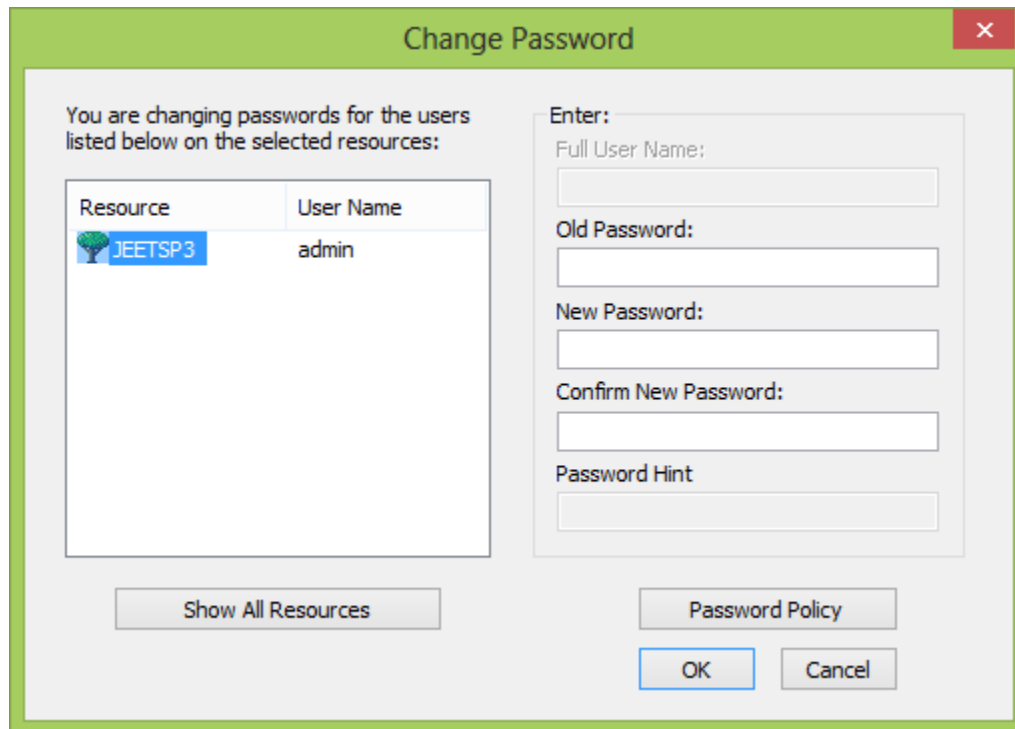 Change Password
You are changing passwords for the users
listed below on the selected resources:
Resource User Name
JEETSP3 admin
Show All Resources
Enter:
Full User Name:
Old Password:
New Password:
Confirm New Password:
Password Hint
Password Policy
OK Cancel